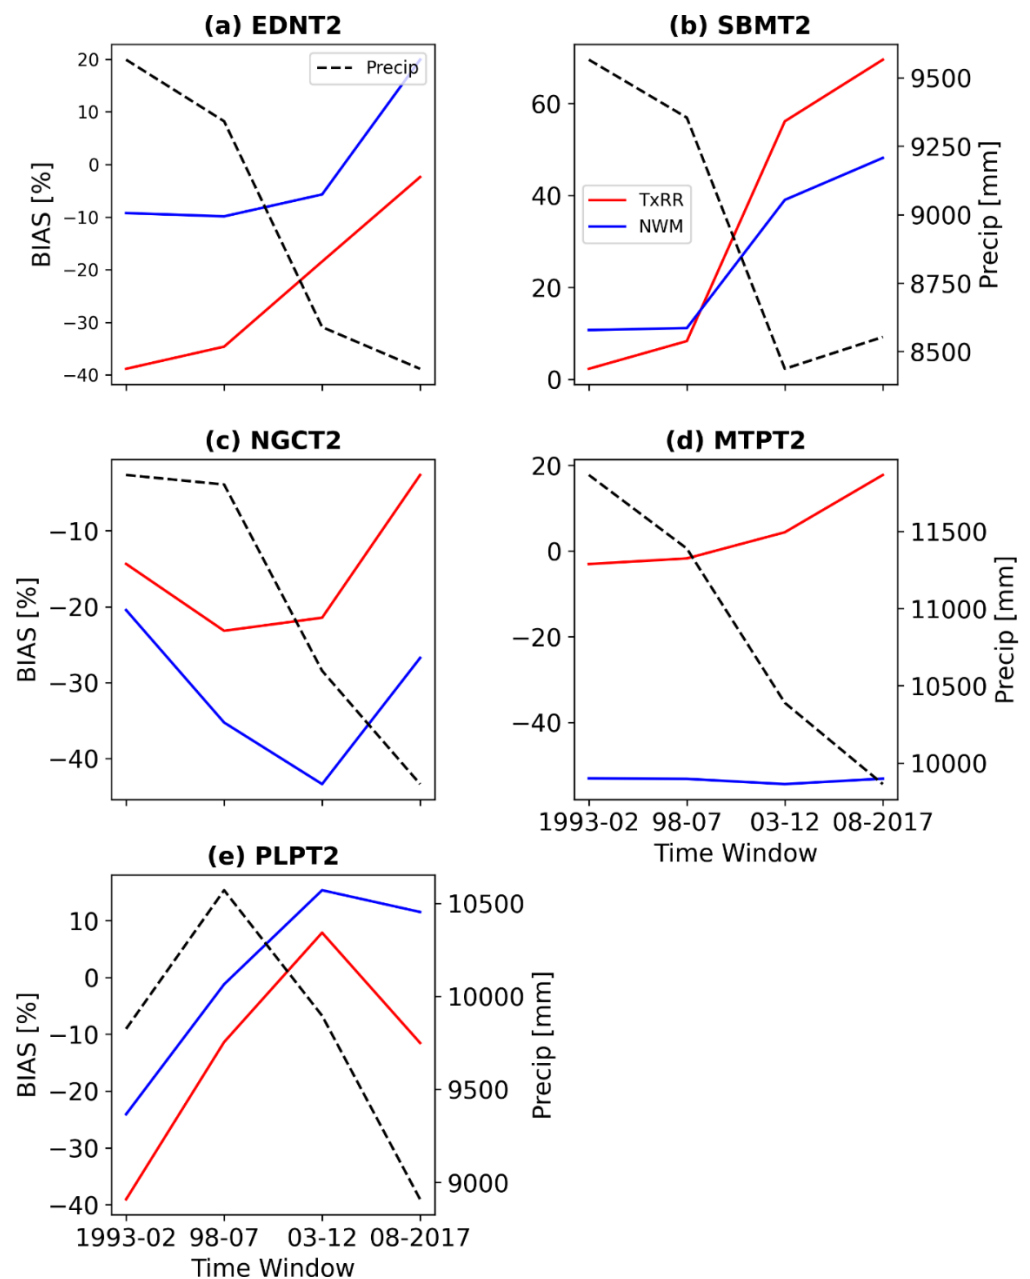 (a) EDNT2
20
10
0
−10
−20
−30
−40
BIAS [%]
Precip
(b) SBMT2
60
40
20
0
TxRR
NWM
9500
9250
9000
8750
8500
Precip [mm]
(c) NGCT2
−10
−20
−30
−40
BIAS [%]
(d) MTPT2
20
0
−20
−40
11500
11000
10500
10000
Precip [mm]
1993-02 98-07 03-12 08-2017
Time Window
(e) PLPT2
10
0
−10
−20
−30
−40
BIAS [%]
10500
10000
9500
9000
Precip [mm]
1993-02 98-07 03-12 08-2017
Time Window